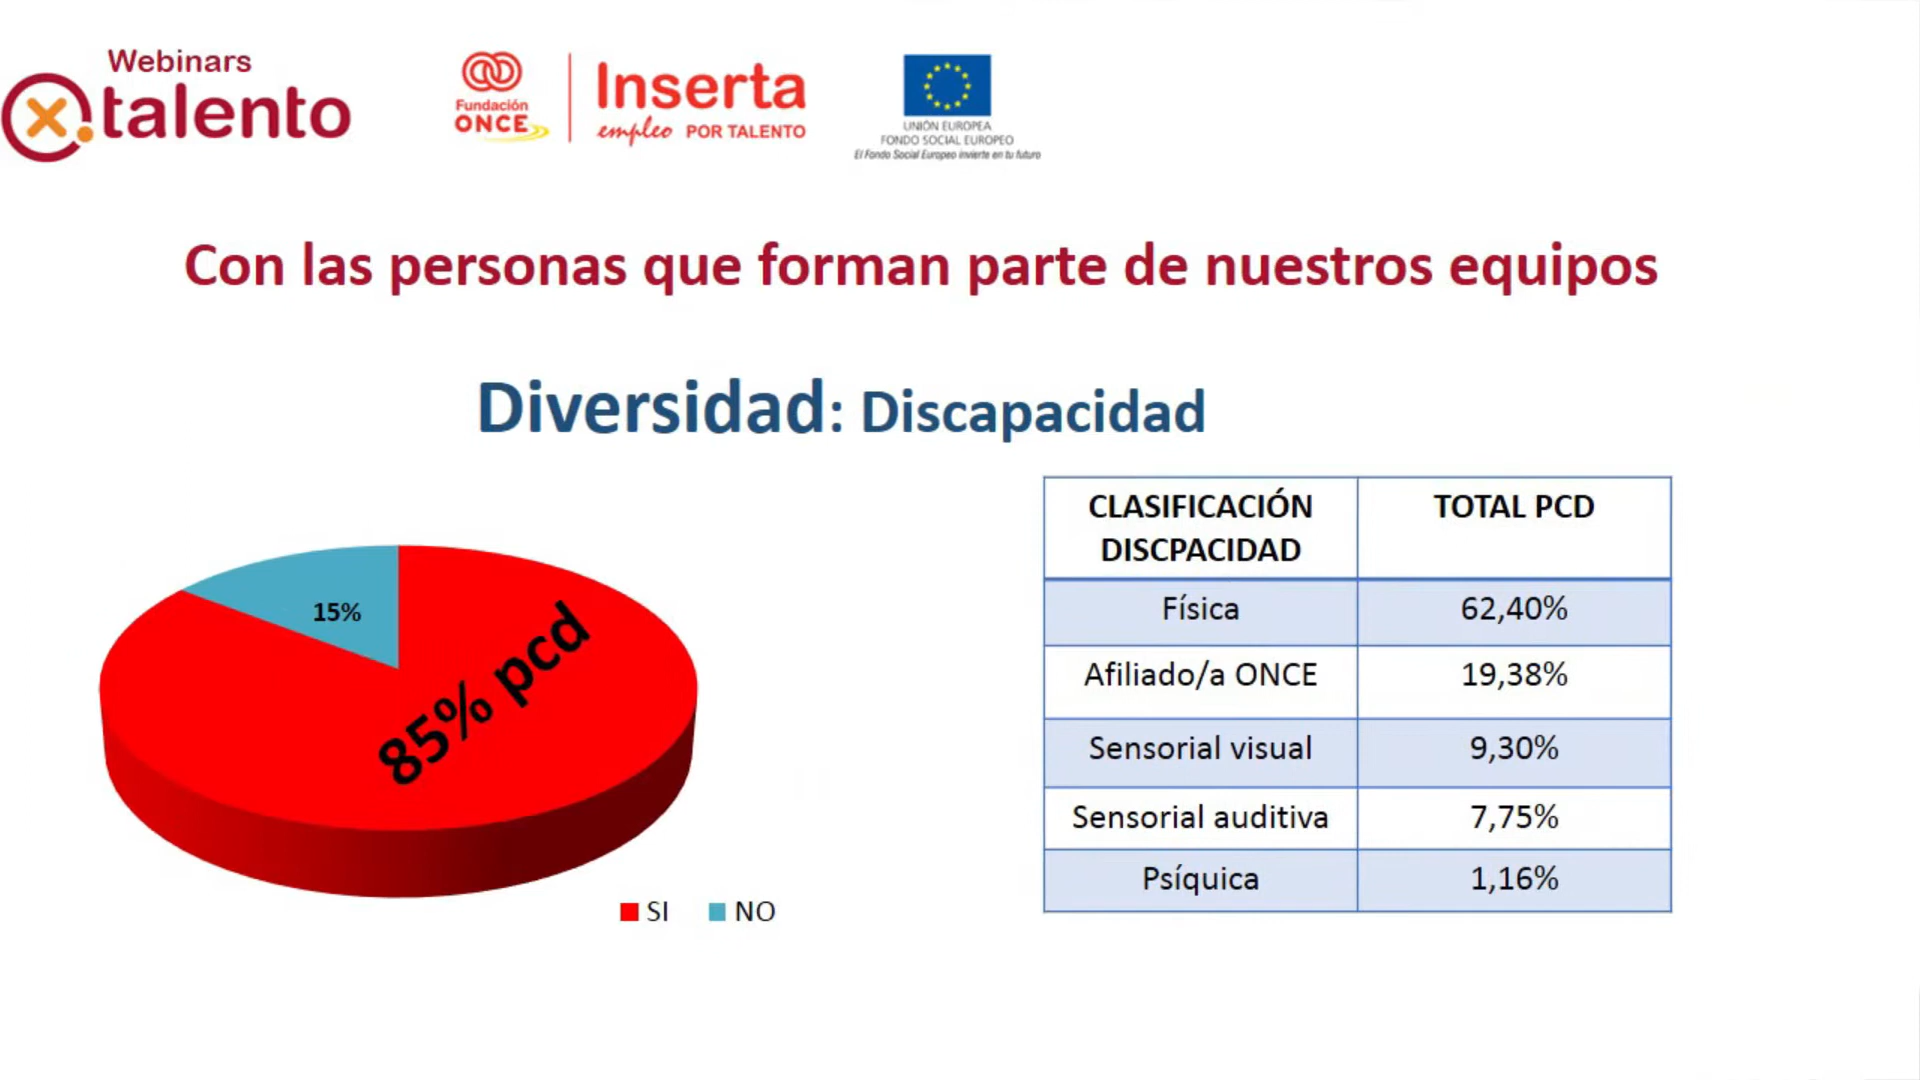 Webinars
x.talento
Fundación
ONCE
Inserta
empleo POR TALENTO
UNIÓN EUROPEA
FONDO SOCIAL EUROPEO
El Fondo Social Europeo invierte en tu futuro
Con las personas que forman parte de nuestros equipos
Diversidad: Discapacidad
15%
85% pcd
SI NO
CLASIFICACIÓN DISCPACIDAD TOTAL PCD
Física 62,40%
Afiliado/a ONCE 19,38%
Sensorial visual 9,30%
Sensorial auditiva 7,75%
Psíquica 1,16%